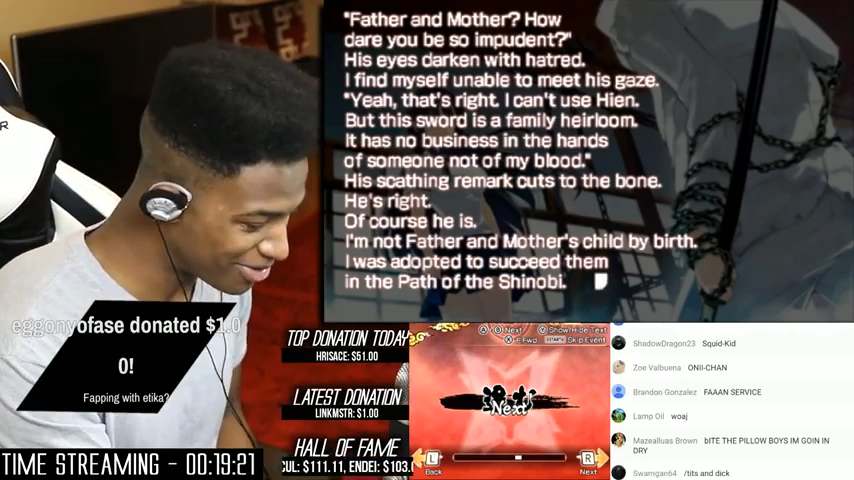 "Father and Mother? How
dare you be so impudent?"
His eyes darken with hatred.
I find myself unable to meet his gaze.
"Yeah, that's right. I can't use Hien.
But this sword is a family heirloom.
It has no business in the hands
of someone not of my blood."
His scathing remark cuts to the bone.
He's right.
Of course he is.
I'm not Father and Mother's child by birth.
I was adopted to succeed them
in the Path of the Shinobi.
eggonyofase donated $1.0
0!
Fapping with etika?
TIME STREAMING - 00:19:21
TOP DONATION TODAY
HRISACE: $51.00
LATEST DONATION
LINKMSTR: $1.00
HALL OF FAME
CUL: $111.11, ENDEI: $103.
Next
Show/Hide Text
F.Fwd.
Skip Event
Next
L
Back
R
Next
ShadowDragon23 Squid-Kid
Zoe Valbuena ONII-CHAN
Brandon Gonzalez FAAAN SERVICE
Lamp Oil woaj
Mazealluas Brown bITE THE PILLOW BOYS IM GOIN IN
DRY
Swamgan64 /tits and dick